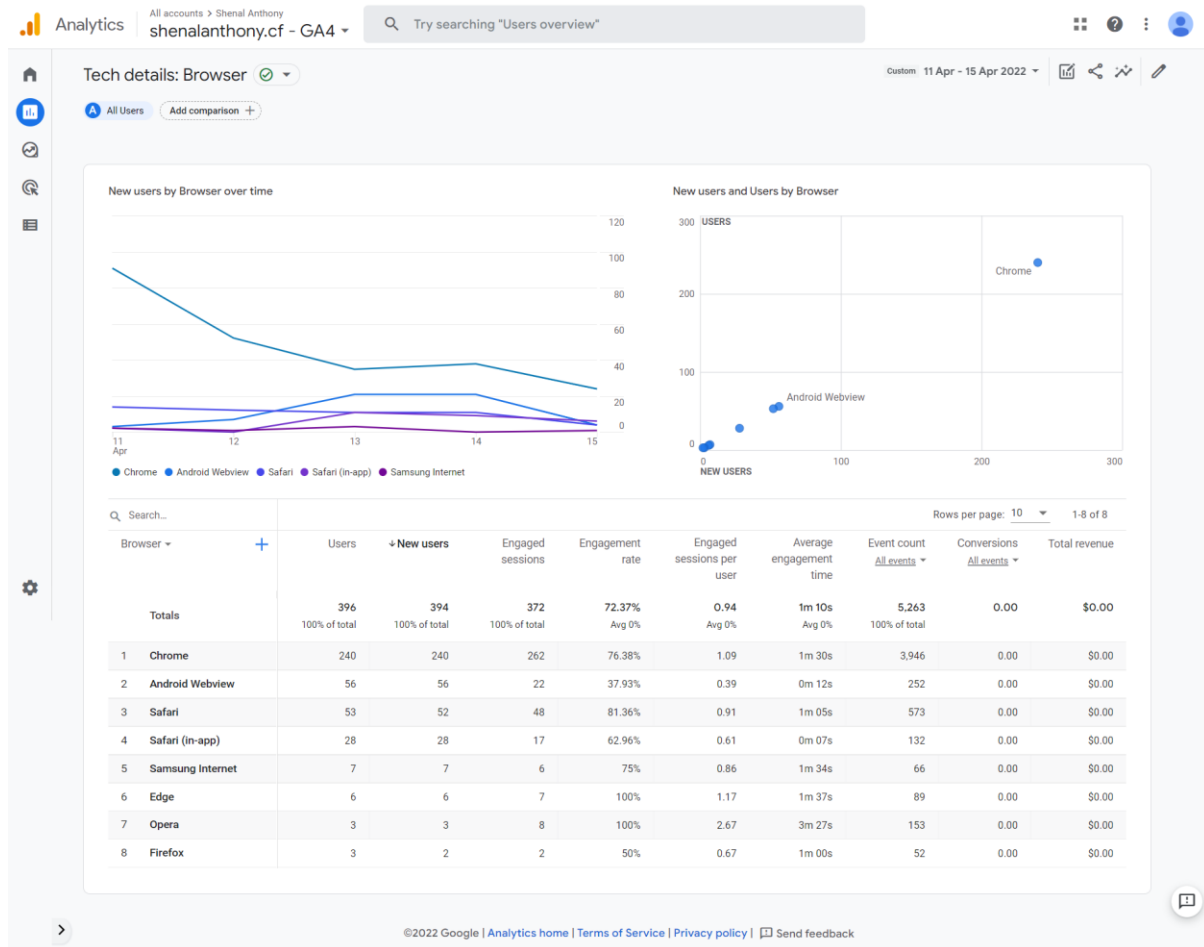 Analytics
All accounts > Shenal Anthony
shenalanthony.cf - GA4
Try searching "Users overview"
Tech details: Browser
Custom 11 Apr - 15 Apr 2022
A All Users
Add comparison +
New users by Browser over time
120
100
80
60
40
20
0
11 Apr
12
13
14
15
Chrome Android Webview Safari Safari (in-app) Samsung Internet
New users and Users by Browser
300 USERS
200
100
0
Chrome
Android Webview
0
100
200
300
NEW USERS
Search...
Rows per page: 10 1-8 of 8
Browser + Users ↓ New users Engaged sessions Engagement rate Engaged sessions per user Average engagement time Event count All events Conversions All events Total revenue
Totals 396 394 372 72.37% 0.94 1m 10s 5,263 0.00 $0.00
100% of total 100% of total 100% of total Avg 0% Avg 0% Avg 0% 100% of total
1 Chrome 240 240 262 76.38% 1.09 1m 30s 3,946 0.00 $0.00
2 Android Webview 56 56 22 37.93% 0.39 0m 12s 252 0.00 $0.00
3 Safari 53 52 48 81.36% 0.91 1m 05s 573 0.00 $0.00
4 Safari (in-app) 28 28 17 62.96% 0.61 0m 07s 132 0.00 $0.00
5 Samsung Internet 7 7 6 75% 0.86 1m 34s 66 0.00 $0.00
6 Edge 6 6 7 100% 1.17 1m 37s 89 0.00 $0.00
7 Opera 3 3 8 100% 2.67 3m 27s 153 0.00 $0.00
8 Firefox 3 2 2 50% 0.67 1m 00s 52 0.00 $0.00
©2022 Google | Analytics home | Terms of Service | Privacy policy | Send feedback